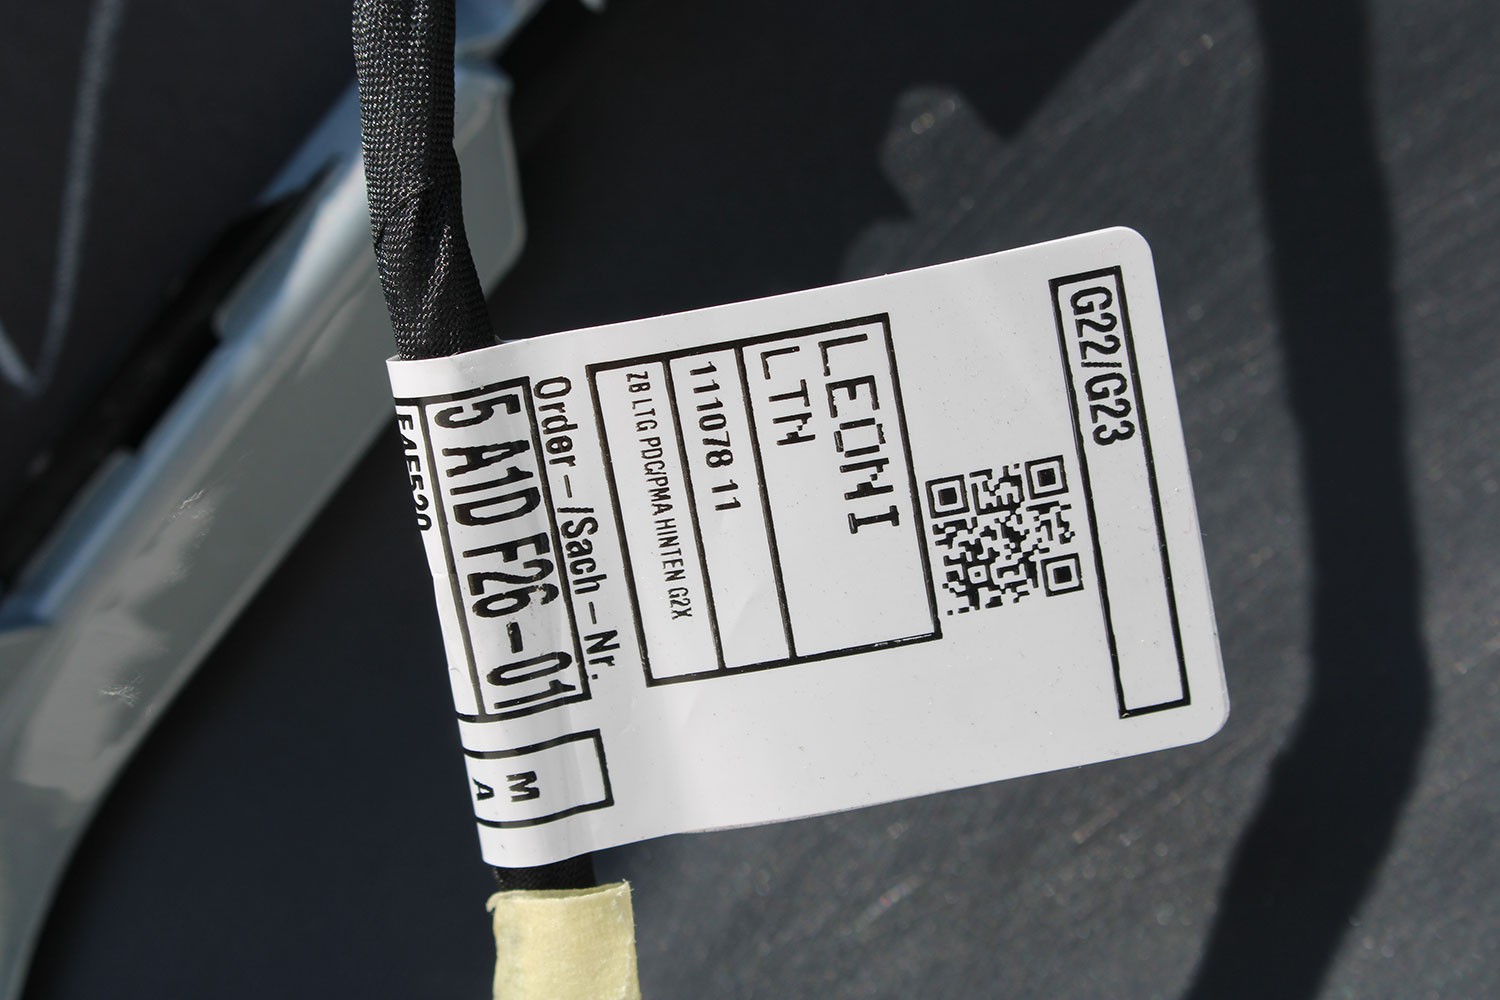 G22/G23
LEONI
LTN
111078 11
ZB LTG PDC/PMA HINTEN G2X
Order-/Sach-Nr.
5 A1D F26-01
M
A